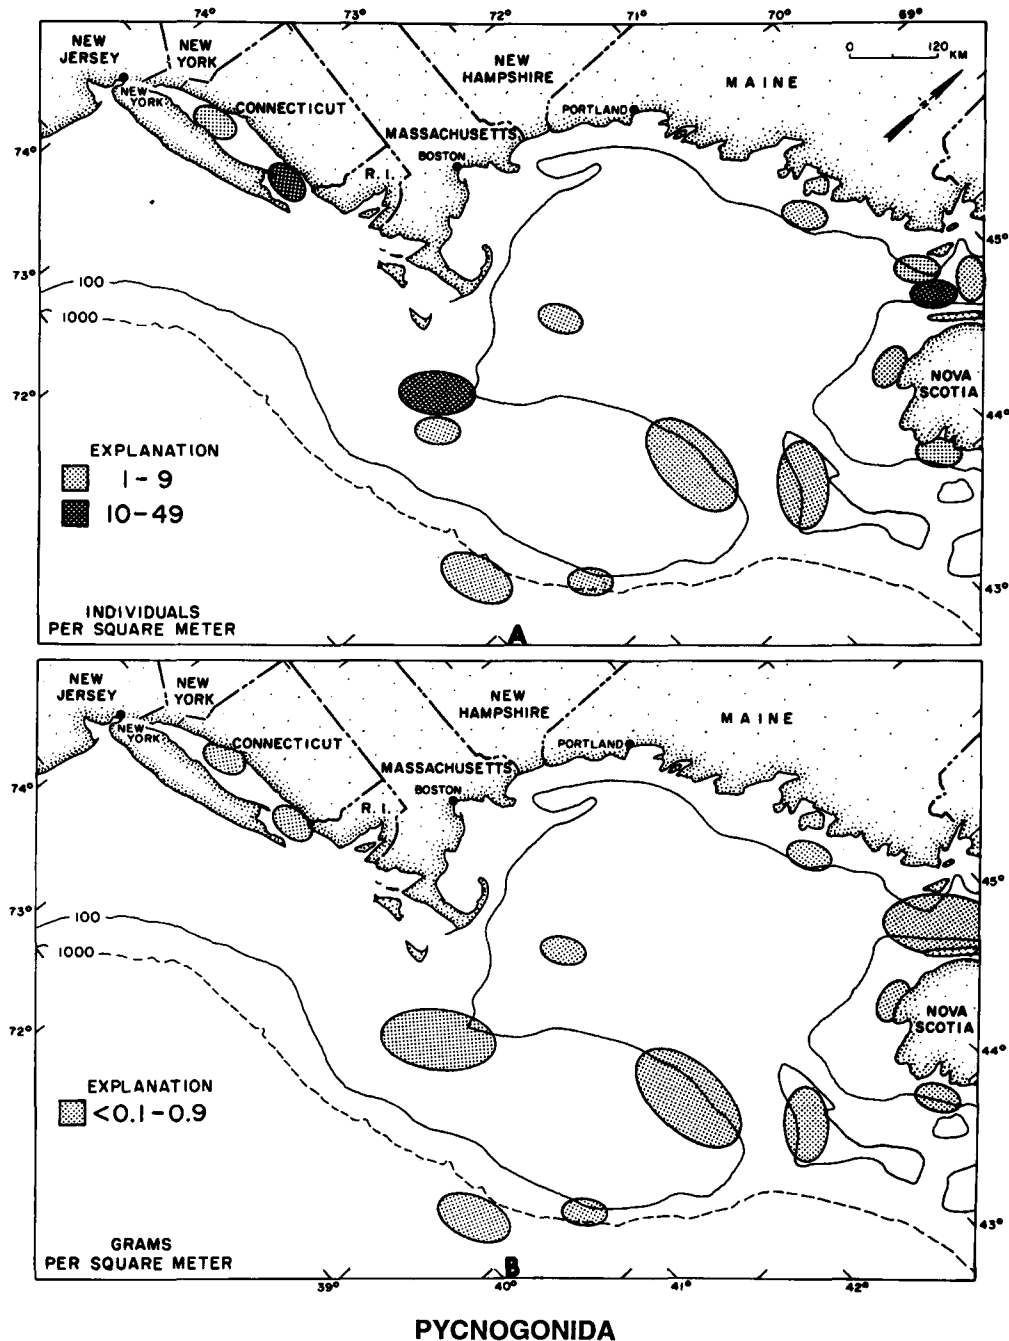 74°
73°
72°
71°
70°
69°
NEW
JERSEY
NEW
YORK
NEW
YORK
CONNECTICUT
MASSACHUSETTS
BOSTON
R.I.
NEW
HAMPSHIRE
PORTLAND
MAINE
0 120 KM
74°
73°
72°
45°
44°
43°
100
1000
NOVA
SCOTIA
EXPLANATION
1-9
10-49
INDIVIDUALS
PER SQUARE METER
A
NEW
JERSEY
NEW
YORK
NEW
YORK
CONNECTICUT
MASSACHUSETTS
BOSTON
R.I.
NEW
HAMPSHIRE
PORTLAND
MAINE
74°
73°
72°
45°
44°
43°
100
1000
NOVA
SCOTIA
EXPLANATION
<0.1-0.9
GRAMS
PER SQUARE METER
B
39°
40°
41°
42°
PYCNOGONIDA